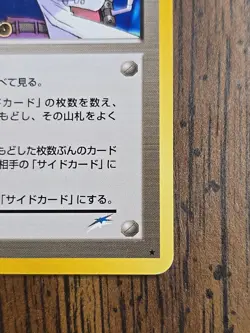 べて見る。
ドカード」の枚数を数え、
もどし、その山札をよく
もどした枚数ぶんのカード
相手の「サイドカード」に
「サイドカード」にする。